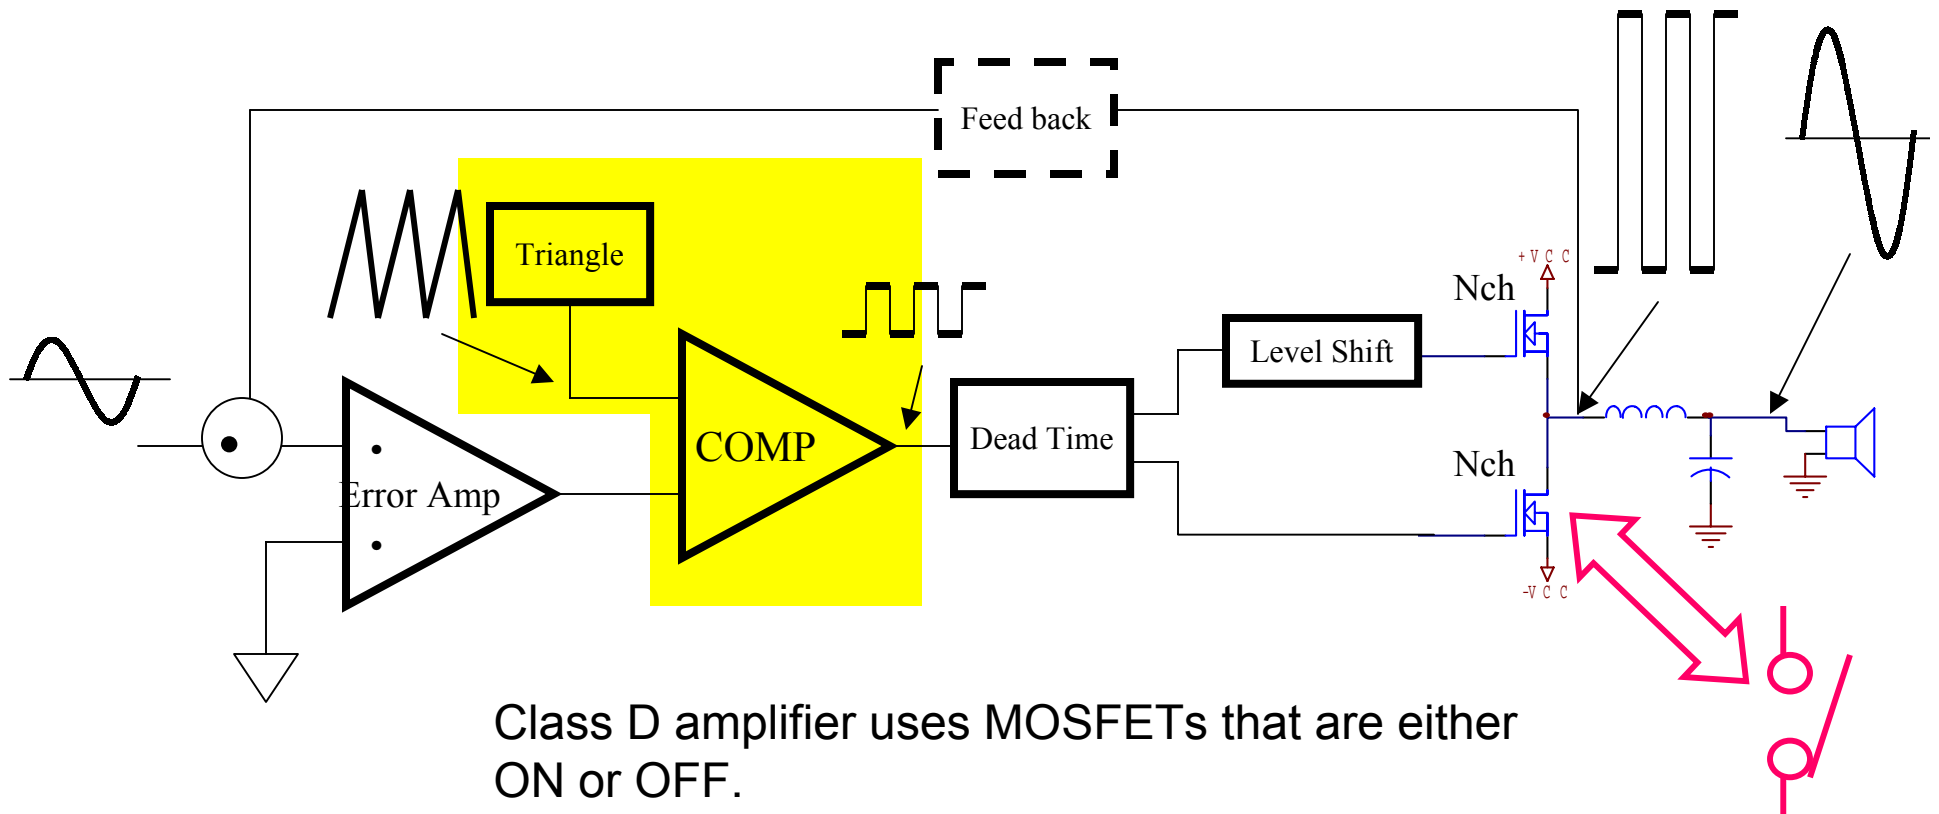 Feed back
Triangle
+VCC
Nch
Level Shift
COMP
Dead Time
Nch
Error Amp
-VCC
Class D amplifier uses MOSFETs that are either
ON or OFF.